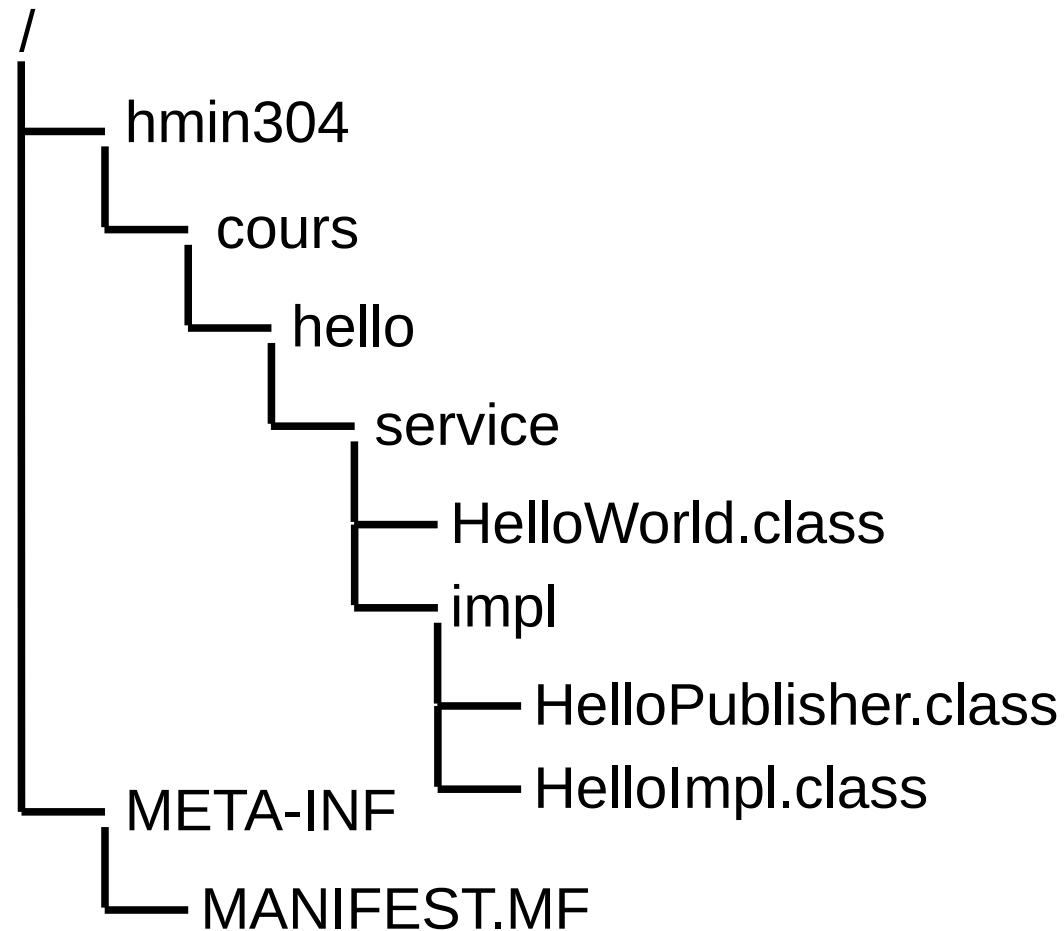 /
hmin304
cours
hello
service
HelloWorld.class
impl
HelloPublisher.class
HelloImpl.class
META-INF
MANIFEST.MF